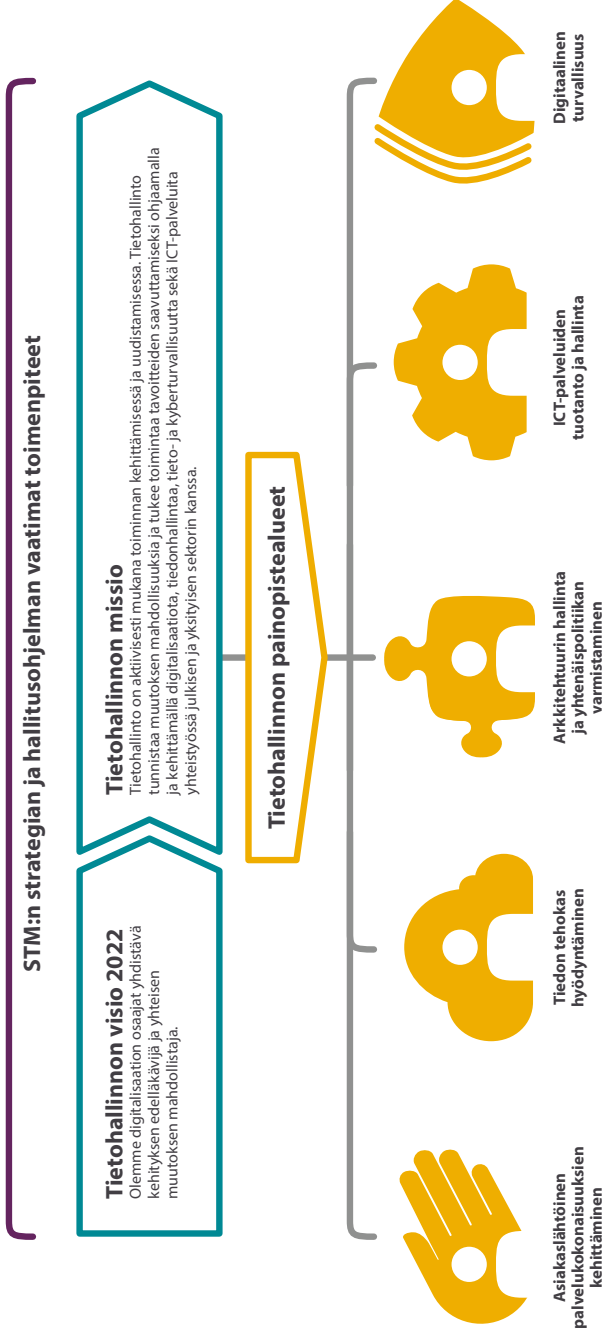 STM:n strategian ja hallitusohjelman vaatimat toimenpiteet
Tietohallinnon visio 2022
Olemme digitalisaation osaajat yhdistävä
kehityksen edelläkävijä ja yhteisen
muutoksen mahdollistaja.
Tietohallinnon missio
Tietohallinto on aktiivisesti mukana toiminnan kehittämisessä ja uudistamisessa. Tietohallinto
tunnistaa muutoksen mahdollisuuksia ja tukee toimintaa tavoitteiden saavuttamiseksi ohjaamalla
ja kehittämällä digitalisaatiota, tiedonhallintaa, tieto- ja kyberturvallisuutta sekä ICT-palveluita
yhteistyössä julkisen ja yksityisen sektorin kanssa.
Tietohallinnon painopistealueet
Asiakaslähtöinen
palvelukokonaisuuksien
kehittäminen
Tiedon tehokas
hyödyntäminen
Arkkitehtuurin hallinta
ja yhtenäispolitiikan
varmistaminen
ICT-palveluiden
tuotanto ja hallinta
Digitaalinen
turvallisuus